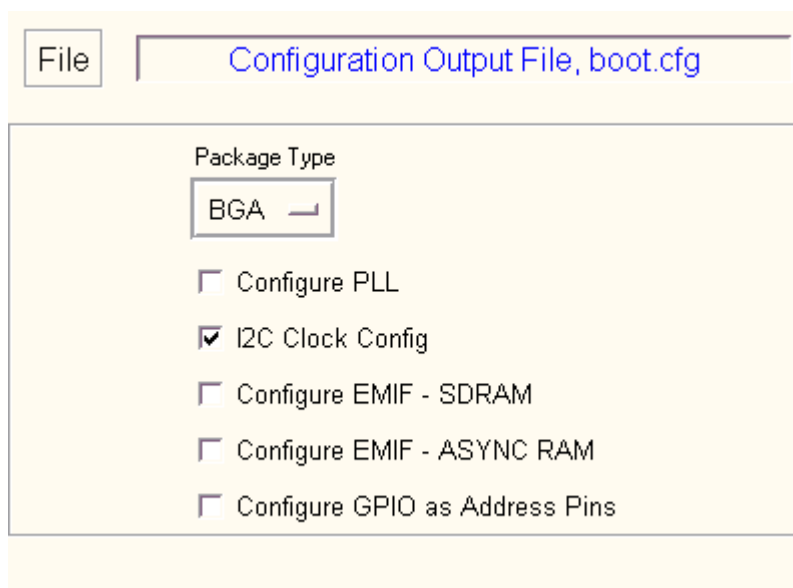 File
Configuration Output File, boot.cfg
Package Type
BGA
Configure PLL
I2C Clock Config
Configure EMIF - SDRAM
Configure EMIF - ASYNC RAM
Configure GPIO as Address Pins